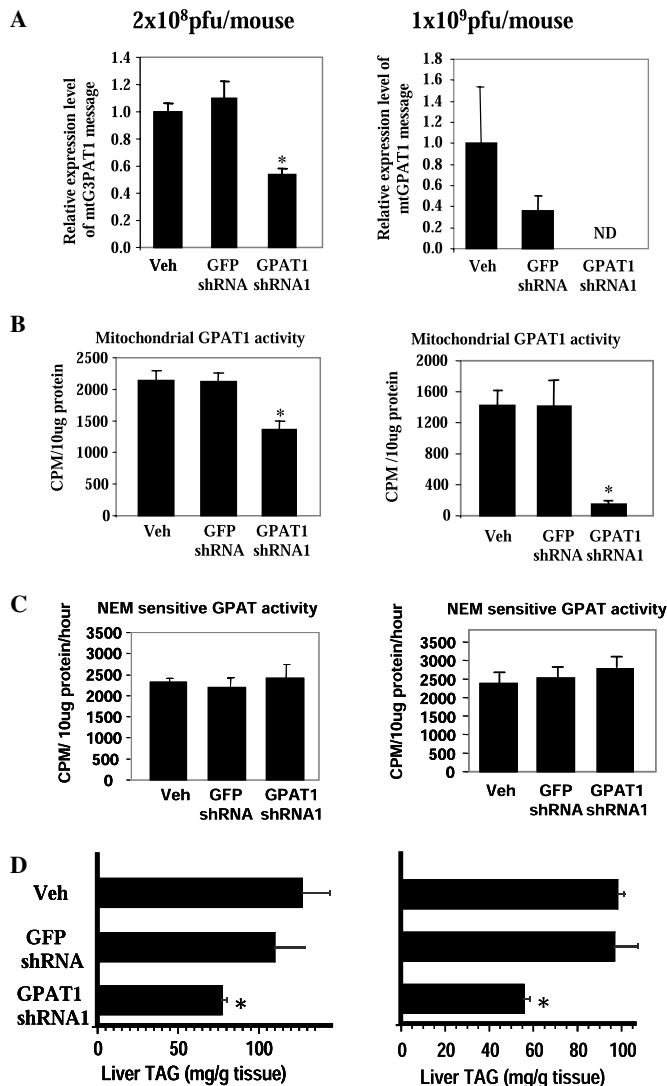 A
2x10⁸pfu/mouse
1x10⁹pfu/mouse
Relative expression level of mtG3PAT1 message
1.4
1.2
1.0
0.8
0.6
0.4
0.2
0.0
*
Veh
GFP shRNA
GPAT1 shRNA1
Relative expression level of mtGPAT1 message
1.8
1.6
1.4
1.2
1.0
0.8
0.6
0.4
0.2
0.0
ND
Veh
GFP shRNA
GPAT1 shRNA1
B
Mitochondrial GPAT1 activity
CPM/10ug protein
2500
2000
1500
1000
500
0
*
Veh
GFP shRNA
GPAT1 shRNA1
Mitochondrial GPAT1 activity
CPM /10ug protein
2000
1600
1200
800
400
0
*
Veh
GFP shRNA
GPAT1 shRNA1
C
NEM sensitive GPAT activity
CPM/ 10ug protein/hour
3500
3000
2500
2000
1500
1000
500
0
Veh
GFP shRNA
GPAT1 shRNA1
NEM sensitive GPAT activity
CPM/10ug protein/hour
3500
3000
2500
2000
1500
1000
500
0
Veh
GFP shRNA
GPAT1 shRNA1
D
Veh
GFP shRNA
GPAT1 shRNA1
*
0
50
100
Liver TAG (mg/g tissue)
*
0
20
40
60
80
100
Liver TAG (mg/g tissue)